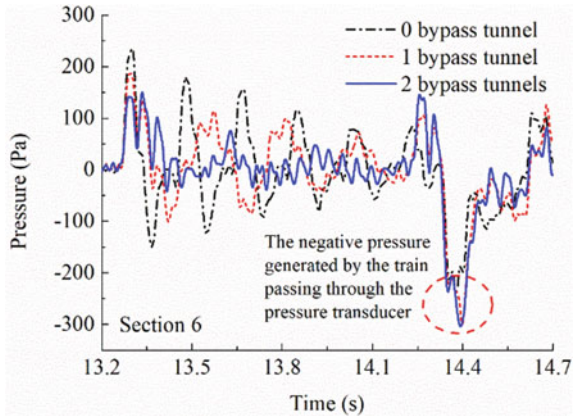 0 bypass tunnel
1 bypass tunnel
2 bypass tunnels
Pressure (Pa)
300
200
100
0
-100
-200
-300
The negative pressure
generated by the train
passing through the
pressure transducer
Section 6
13.2 13.5 13.8 14.1 14.4 14.7
Time (s)